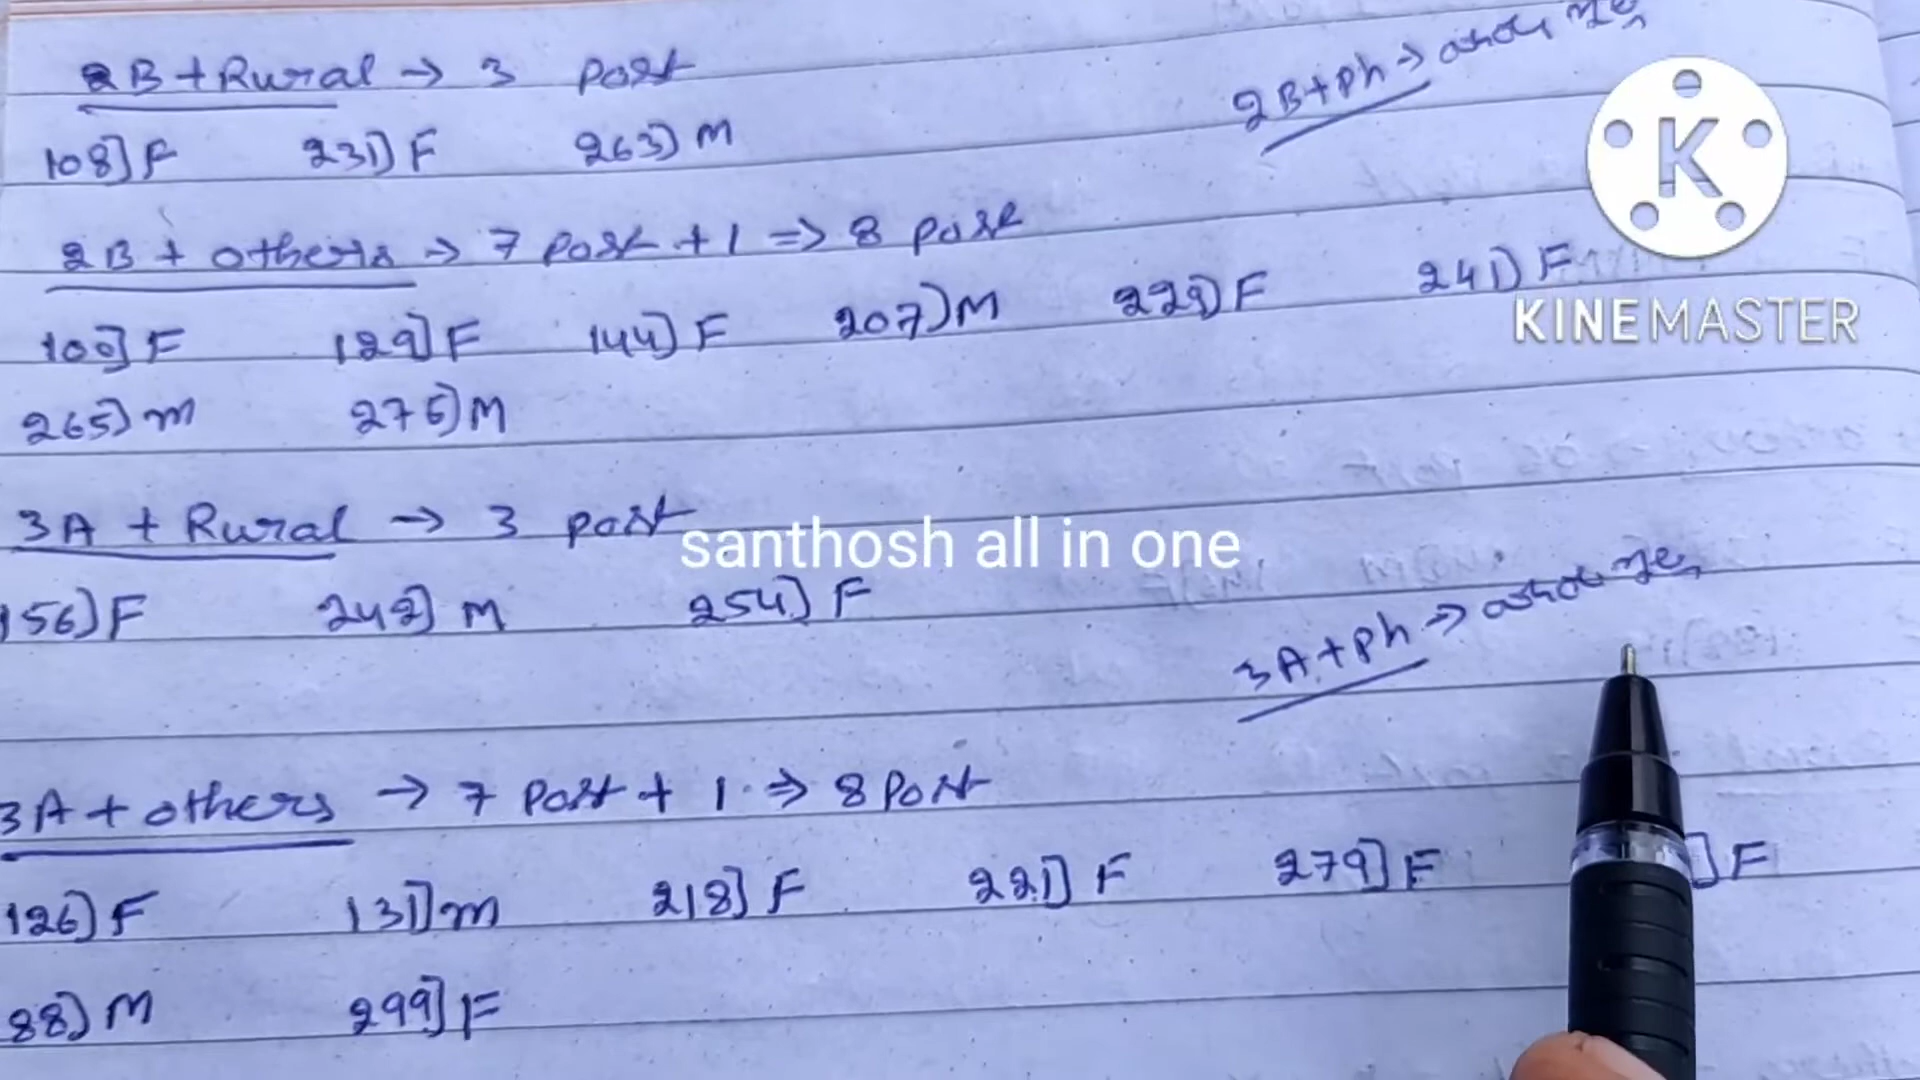 2B + Rural → 3 Post
2B+Ph →
108] F 231) F 263) M
2B + others → 7 Post + 1 ⇒ 8 Post
100] F 129] F 144] F 207) M 229) F 241) F
KINEMASTER
265) m 276) M
3A + Rural → 3 post
santhosh all in one
156) F 242) M 254) F
3A+Ph →
3A + others → 7 Post + 1 ⇒ 8 Post
126) F 131] m 218] F 221] F 279] F ] F
88) M 299] F